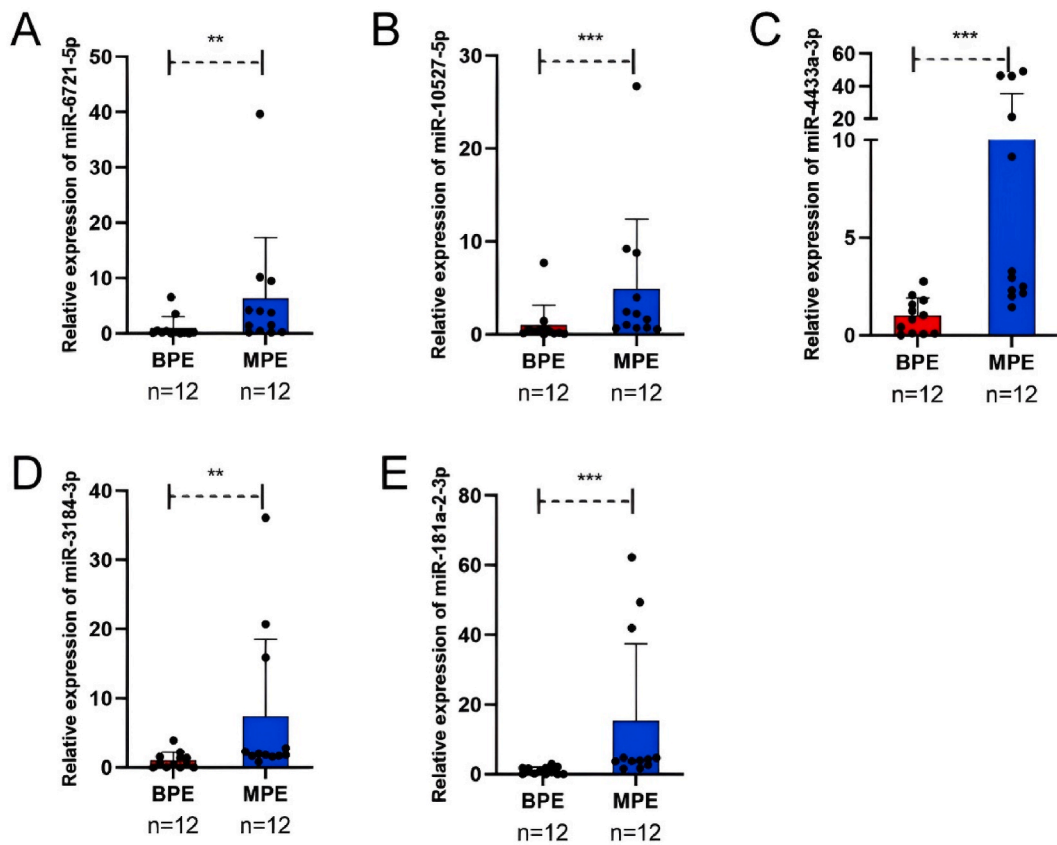 A
Relative expression of miR-6721-5p
50
40
30
20
10
0
**
BPE MPE
n=12 n=12
B
Relative expression of miR-10527-5p
30
20
10
0
***
BPE MPE
n=12 n=12
C
Relative expression of miR-4433a-3p
60
40
20
10
5
0
***
BPE MPE
n=12 n=12
D
Relative expression of miR-3184-3p
40
30
20
10
0
**
BPE MPE
n=12 n=12
E
Relative expression of miR-181a-2-3p
80
60
40
20
0
***
BPE MPE
n=12 n=12